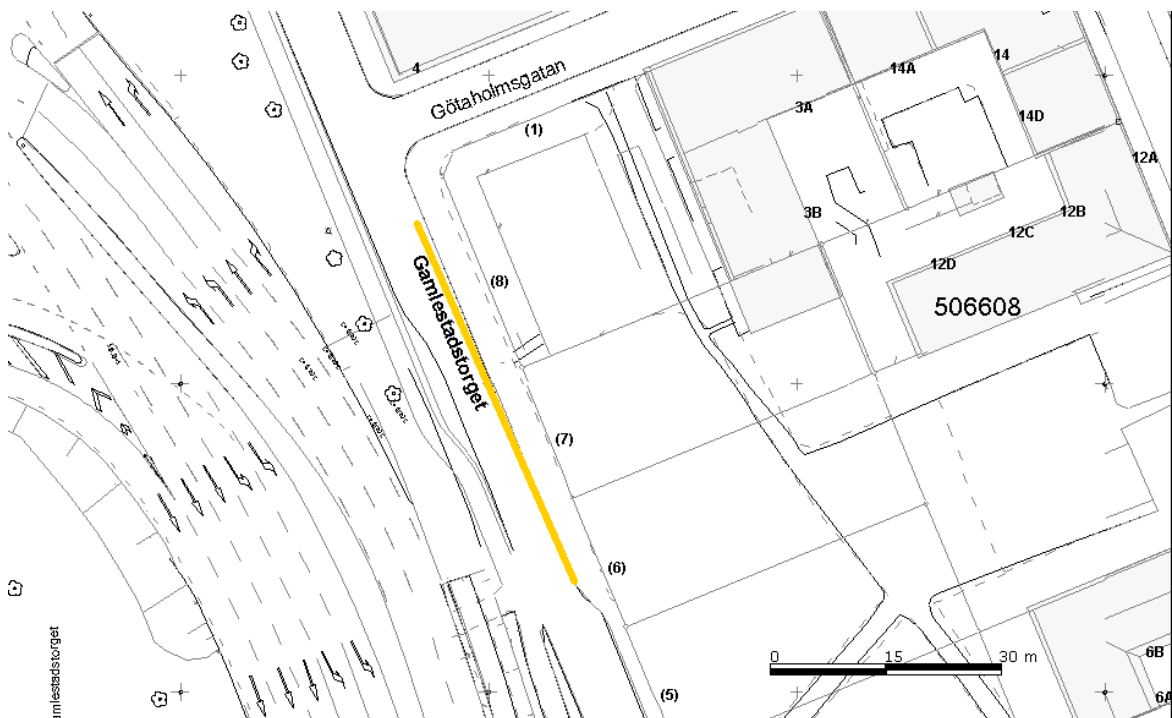 4
Götaholmsgatan
14A
14
3A
14D
(1)
12A
3B
12B
12C
12D
(8)
506608
Gamlestadstorget
(7)
(6)
0 15 30 m
(5)
6B
6A
amlestadstorget